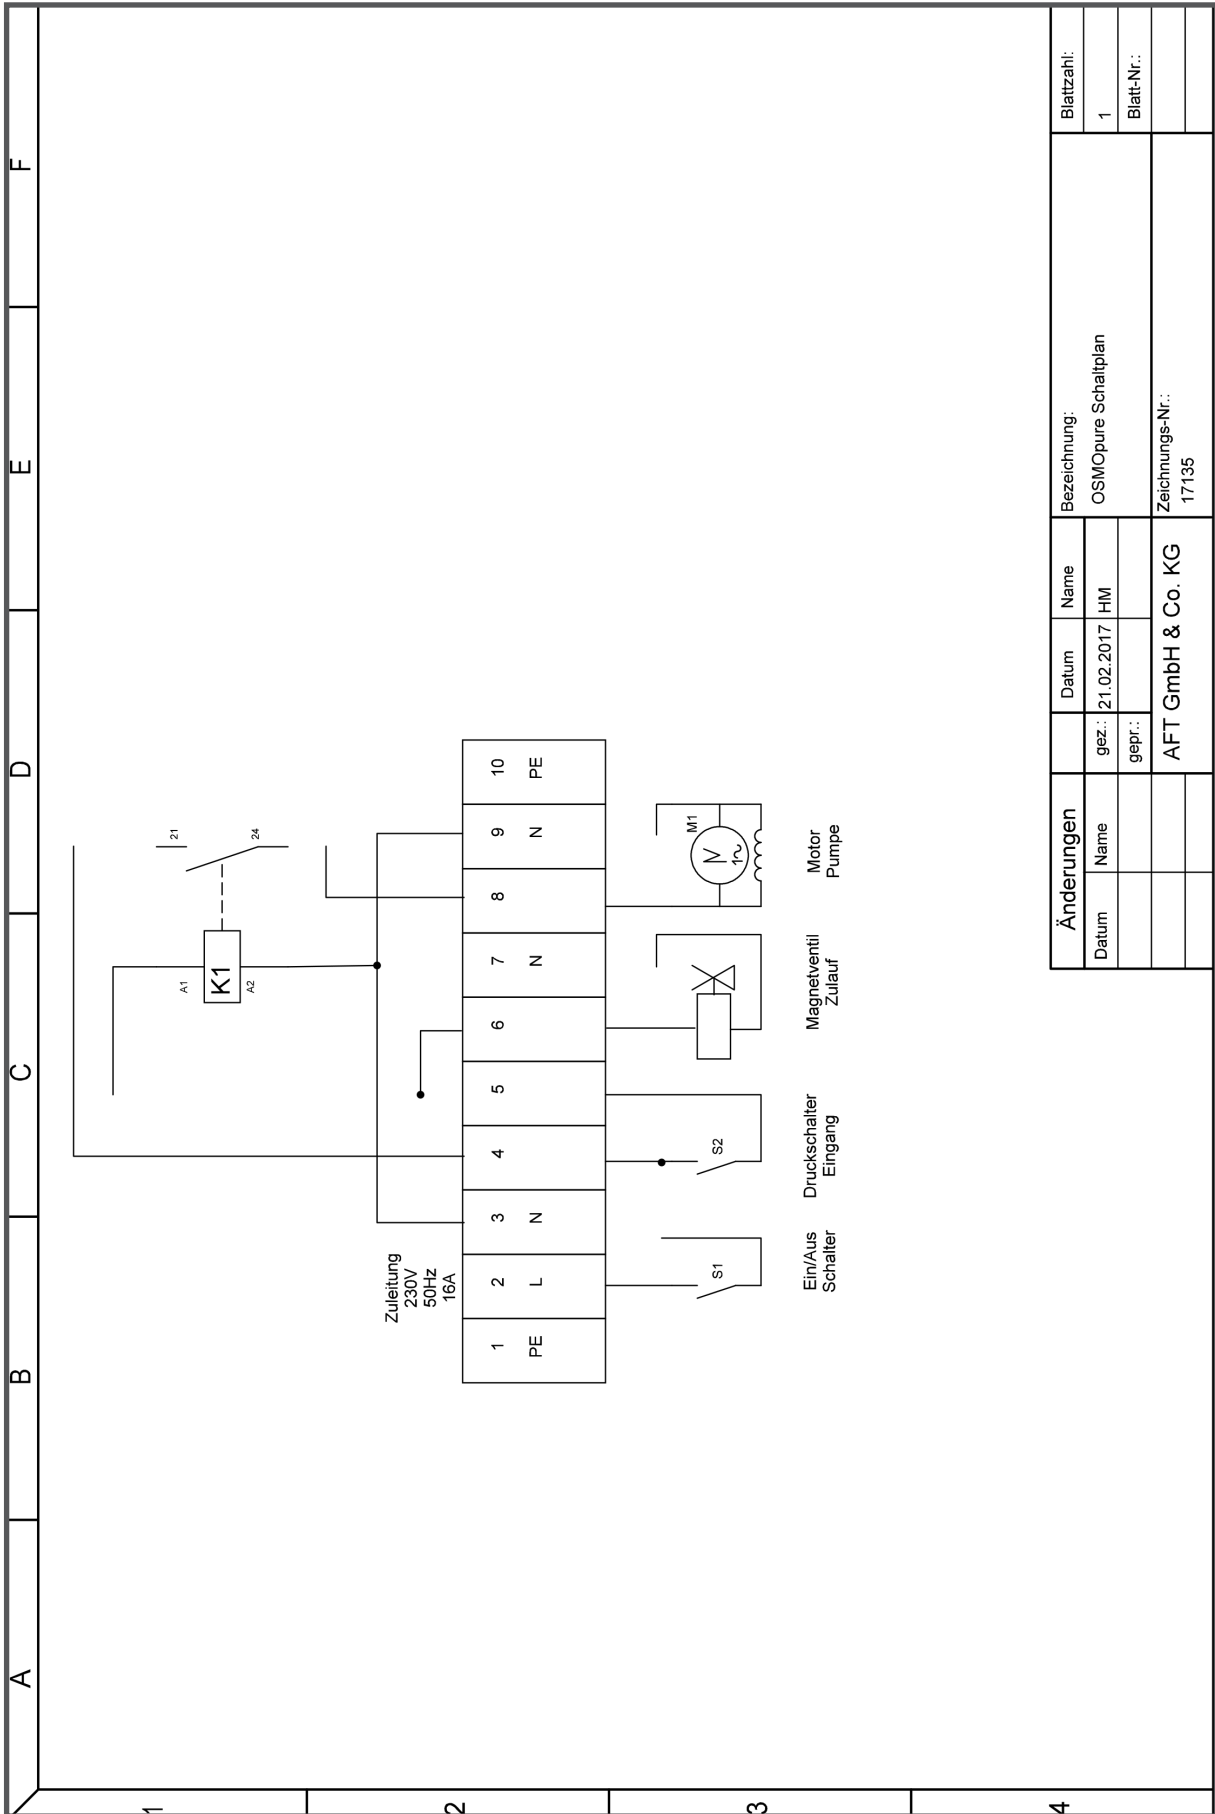 A
B
C
D
E
F
1
2
3
4
A1
K1
A2
21
24
Zuleitung
230V
50Hz
16A
1 2 3 4 5 6 7 8 9 10
PE L N N N PE
S1
S2
M1
1~
Ein/Aus
Schalter
Druckschalter
Eingang
Magnetventil
Zulauf
Motor
Pumpe
Änderungen
Datum Name
Datum Name
gez.: 21.02.2017 HM
gepr.:
AFT GmbH & Co. KG
Bezeichnung:
OSMOpure Schaltplan
Zeichnungs-Nr.:
17135
Blattzahl:
1
Blatt-Nr.: